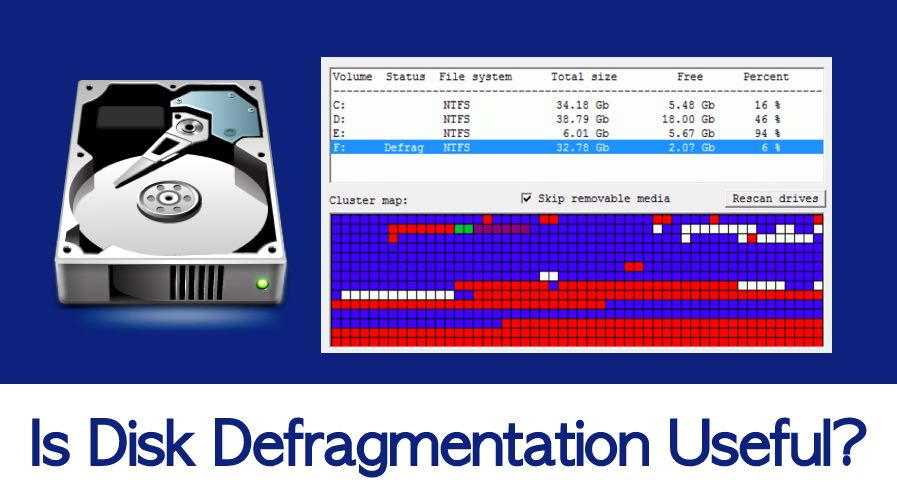 Volume Status File system Total size Free Percent
C: NTFS 34.18 Gb 5.48 Gb 16 %
D: NTFS 38.79 Gb 18.00 Gb 46 %
E: NTFS 6.01 Gb 5.67 Gb 94 %
F: Defrag NTFS 32.78 Gb 2.07 Gb 6 %
Cluster map: Skip removable media Rescan drives
Is Disk Defragmentation Useful?